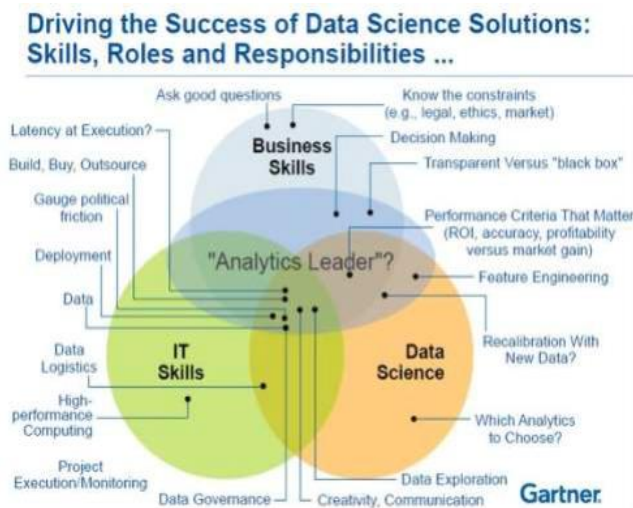 Driving the Success of Data Science Solutions:
Skills, Roles and Responsibilities ...
Ask good questions
Know the constraints
(e.g., legal, ethics, market)
Latency at Execution?
Business
Skills
Decision Making
Build, Buy, Outsource
Transparent Versus "black box"
Gauge political
friction
Performance Criteria That Matter
(ROI, accuracy, profitability
versus market gain)
Deployment
"Analytics Leader"?
Feature Engineering
Data
IT
Skills
Data
Science
Recalibration With
New Data?
Data
Logistics
High-
performance
Computing
Which Analytics
to Choose?
Project
Execution/Monitoring
Data Exploration
Data Governance
Creativity, Communication
Gartner